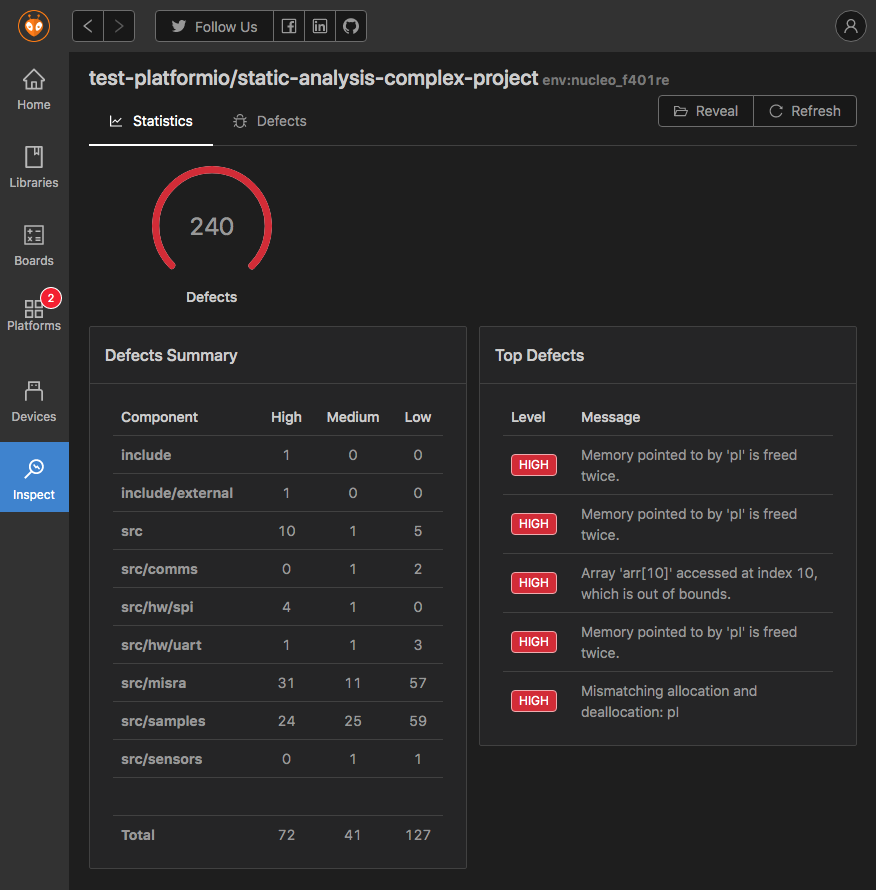 Follow Us
test-platformio/static-analysis-complex-project env:nucleo_f401re
Home
Libraries
Boards
2
Platforms
Devices
Inspect
Statistics
Defects
Reveal
Refresh
240
Defects
Defects Summary
Component High Medium Low
include 1 0 0
include/external 1 0 0
src 10 1 5
src/comms 0 1 2
src/hw/spi 4 1 0
src/hw/uart 1 1 3
src/misra 31 11 57
src/samples 24 25 59
src/sensors 0 1 1
Total 72 41 127
Top Defects
Level Message
HIGH Memory pointed to by 'pl' is freed
twice.
HIGH Memory pointed to by 'pl' is freed
twice.
HIGH Array 'arr[10]' accessed at index 10,
which is out of bounds.
HIGH Memory pointed to by 'pl' is freed
twice.
HIGH Mismatching allocation and
deallocation: pl